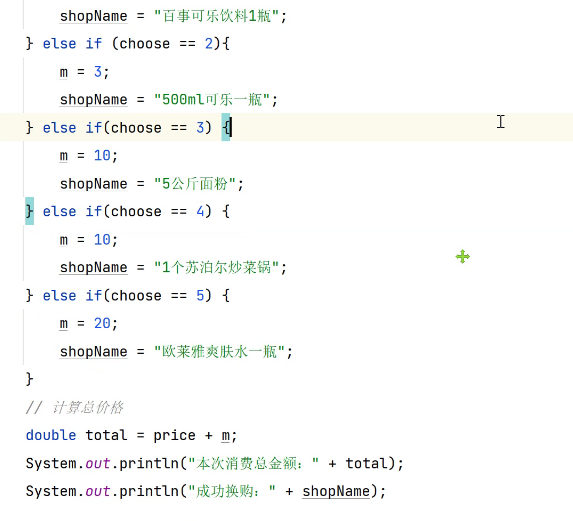 shopName = "百事可乐饮料1瓶";
} else if (choose == 2){
m = 3;
shopName = "500ml可乐一瓶";
} else if(choose == 3) {
m = 10;
shopName = "5公斤面粉";
} else if(choose == 4) {
m = 10;
shopName = "1个苏泊尔炒菜锅";
} else if(choose == 5) {
m = 20;
shopName = "欧莱雅爽肤水一瓶";
}
// 计算总价格
double total = price + m;
System.out.println("本次消费总金额：" + total);
System.out.println("成功换购：" + shopName);